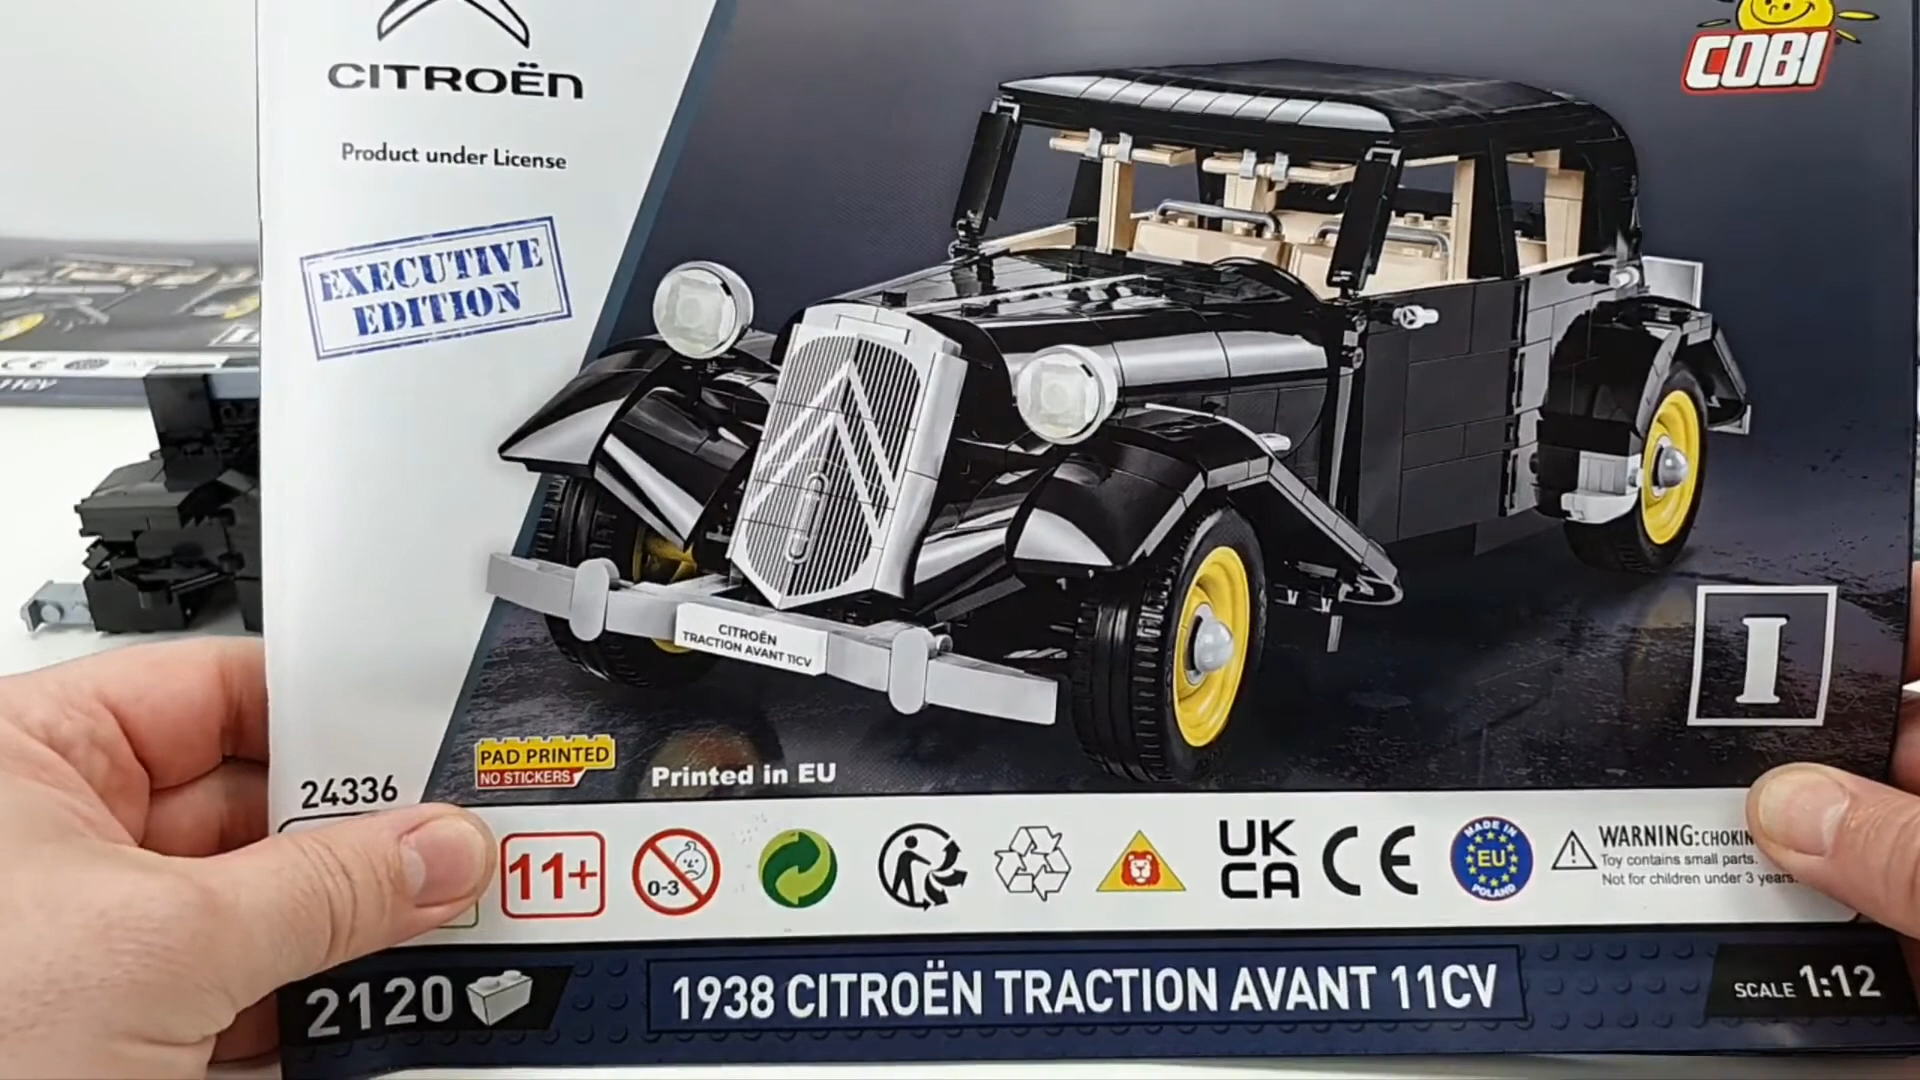 CITROËN
Product under License
EXECUTIVE
EDITION
COBI
CITROËN
TRACTION AVANT 11CV
I
PAD PRINTED
NO STICKERS
Printed in EU
24336
11+
0-3
UK
CA
CE
MADE IN
EU
POLAND
WARNING:
Toy contains small parts.
Not for children under 3 years.
2120
1938 CITROËN TRACTION AVANT 11CV
SCALE 1:12
11CV